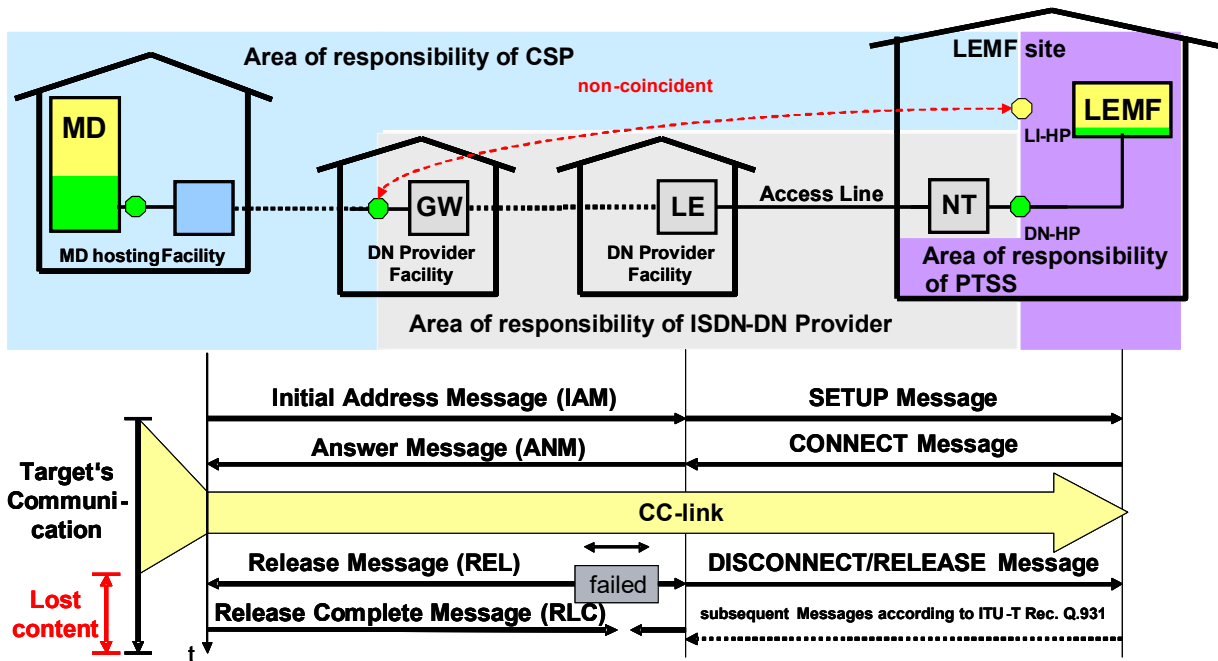 Area of responsibility of CSP
LEMF site
non-coincident
MD
LEMF
LI-HP
GW
LE
Access Line
NT
MD hosting Facility
DN Provider
Facility
DN Provider
Facility
DN-HP
Area of responsibility
of PTSS
Area of responsibility of ISDN-DN Provider
Initial Address Message (IAM)
SETUP Message
Answer Message (ANM)
CONNECT Message
Target's
Communi-
cation
CC-link
Release Message (REL)
failed
DISCONNECT/RELEASE Message
Lost
content
Release Complete Message (RLC)
subsequent Messages according to ITU-T Rec. Q.931
t